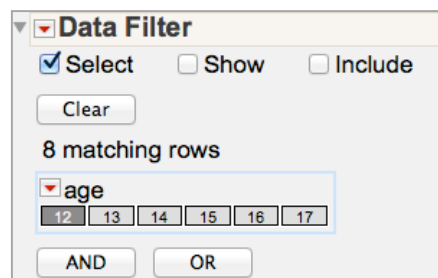 Data Filter
Select Show Include
Clear
8 matching rows
age
12 13 14 15 16 17
AND OR